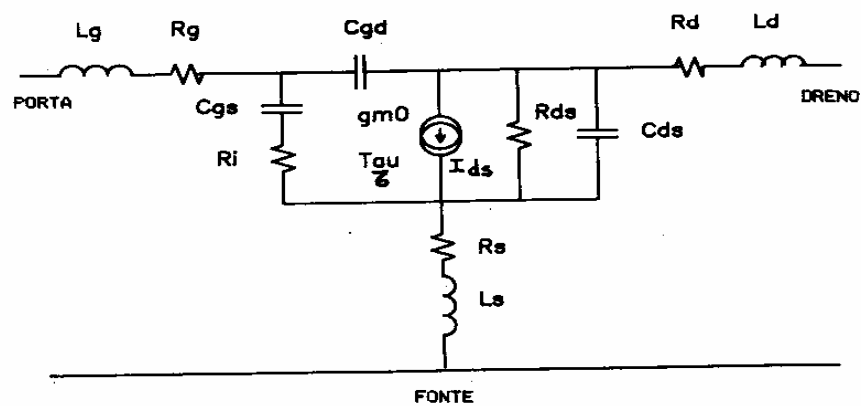 Lg Rg Cgd Rd Ld
PORTA DRENO
Cgs gm0 Rds Cds
Ri Tau Ids
τ
Rs
Ls
FONTE